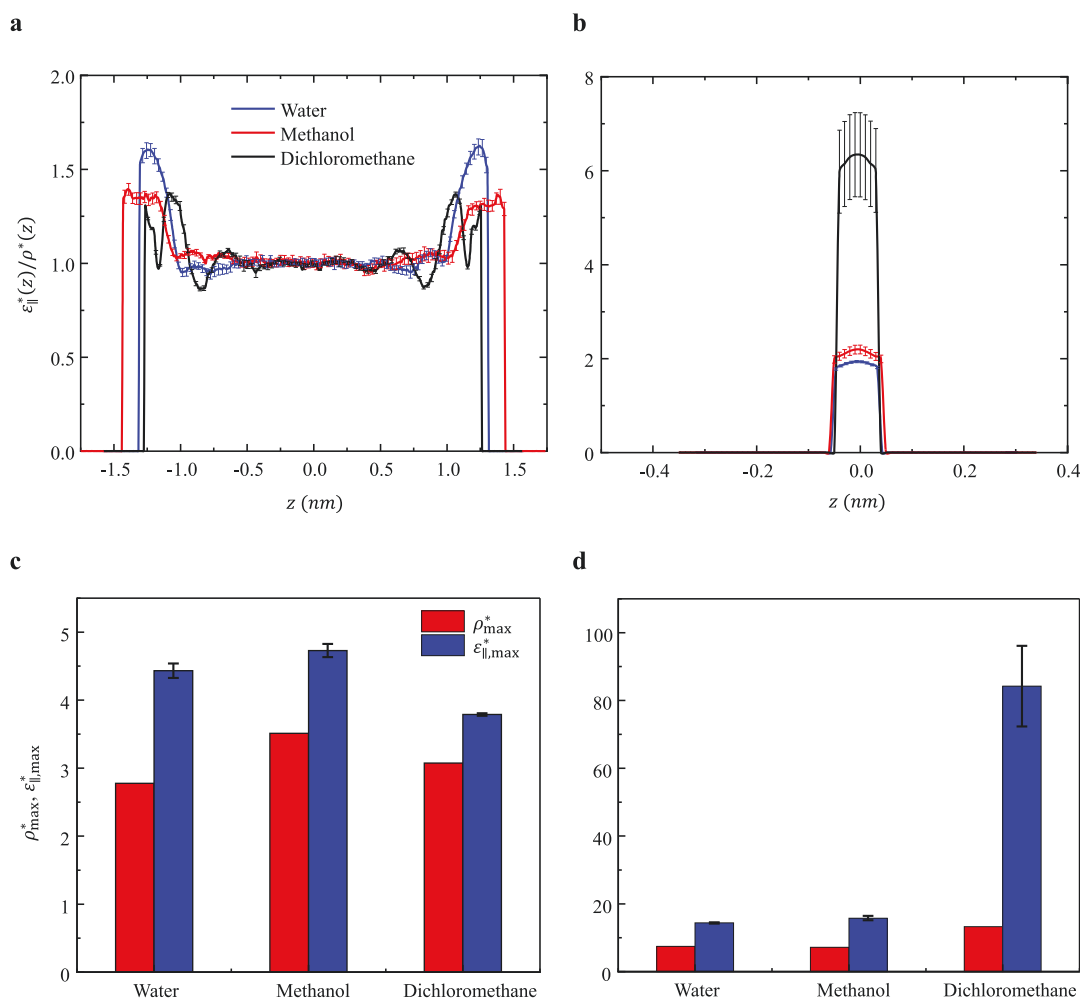 a
b
2.0
1.5
1.0
0.5
0.0
Water
Methanol
Dichloromethane
ε*∥(z)/ρ*(z)
-1.5 -1.0 -0.5 0.0 0.5 1.0 1.5
z (nm)
8
6
4
2
0
-0.4 -0.2 0.0 0.2 0.4
z (nm)
c
d
5
4
3
2
1
0
ρ*max
ε*∥,max
ρ*max, ε*∥,max
Water Methanol Dichloromethane
100
80
60
40
20
0
Water Methanol Dichloromethane